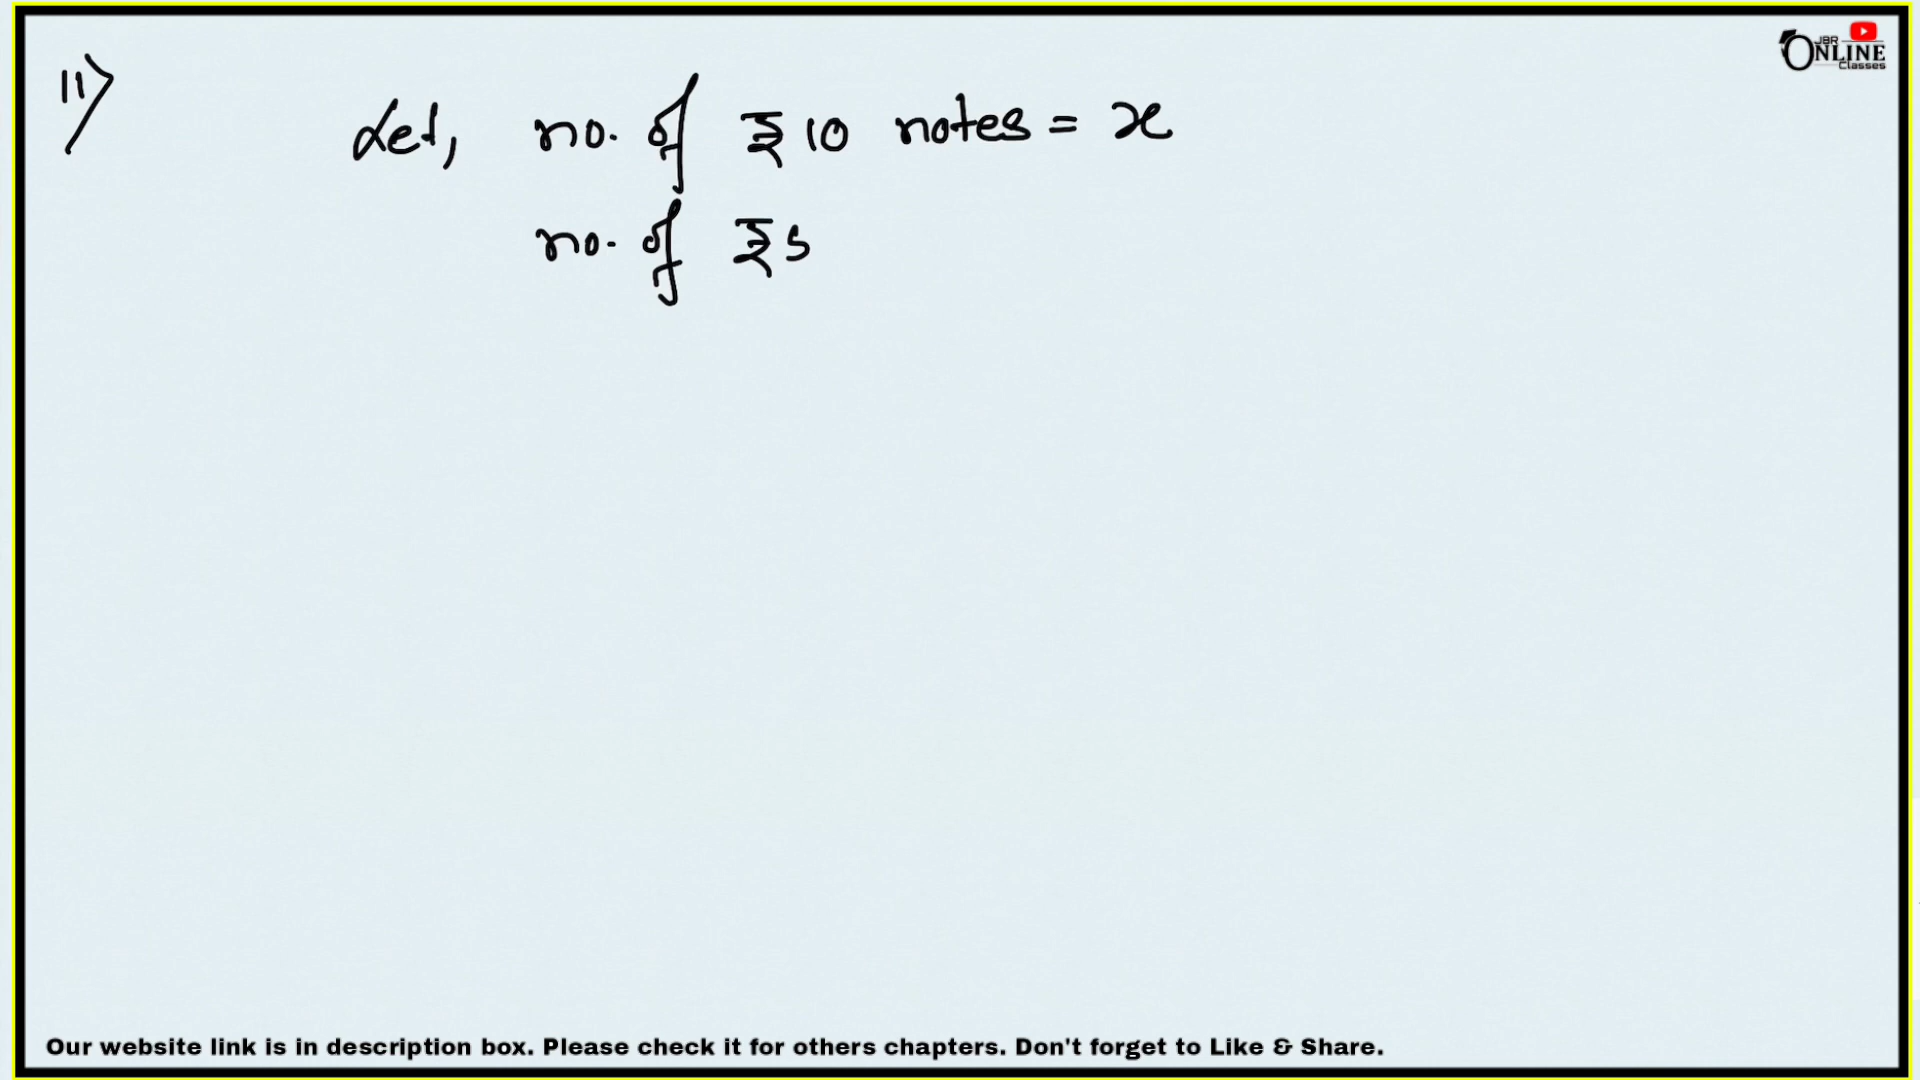 11)
Let, no. of ₹10 notes = x
no. of ₹5
JBR
ONLINE
Classes
Our website link is in description box. Please check it for others chapters. Don't forget to Like & Share.